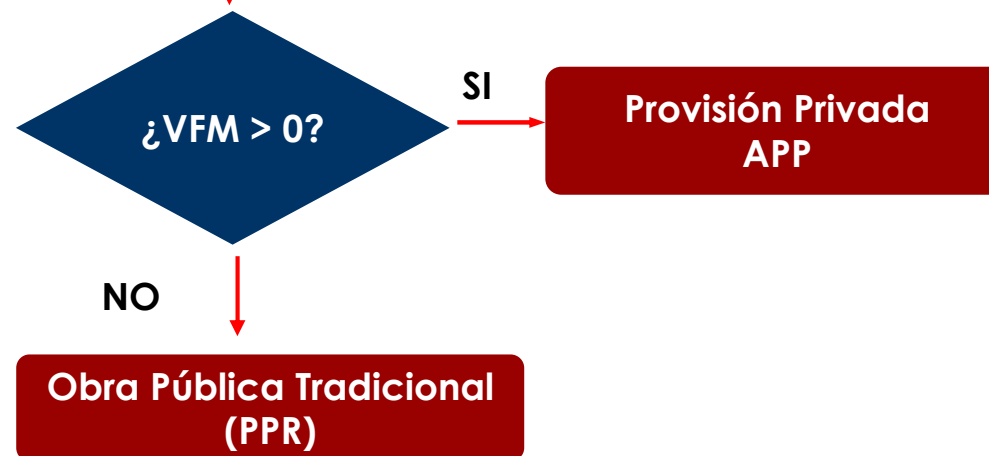 ¿VFM > 0?
SI
Provisión Privada
APP
NO
Obra Pública Tradicional
(PPR)